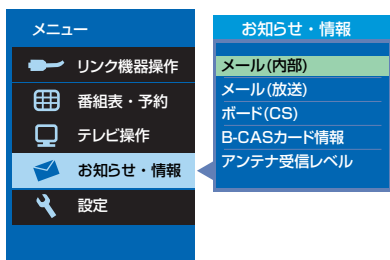 メニュー
リンク機器操作
番組表・予約
テレビ操作
お知らせ・情報
設定
お知らせ・情報
メール(内部)
メール(放送)
ボード(CS)
B-CASカード情報
アンテナ受信レベル